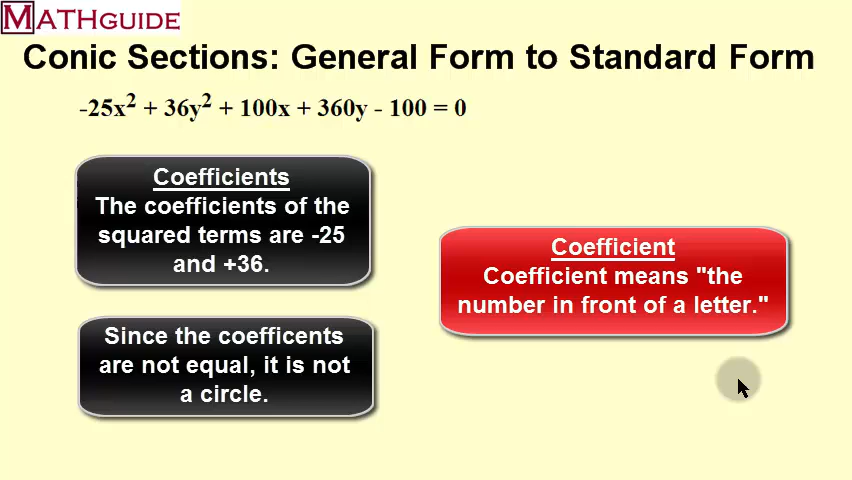 MATHGUIDE
Conic Sections: General Form to Standard Form
-25x² + 36y² + 100x + 360y - 100 = 0
Coefficients
The coefficients of the
squared terms are -25
and +36.
Since the coefficents
are not equal, it is not
a circle.
Coefficient
Coefficient means "the
number in front of a letter."